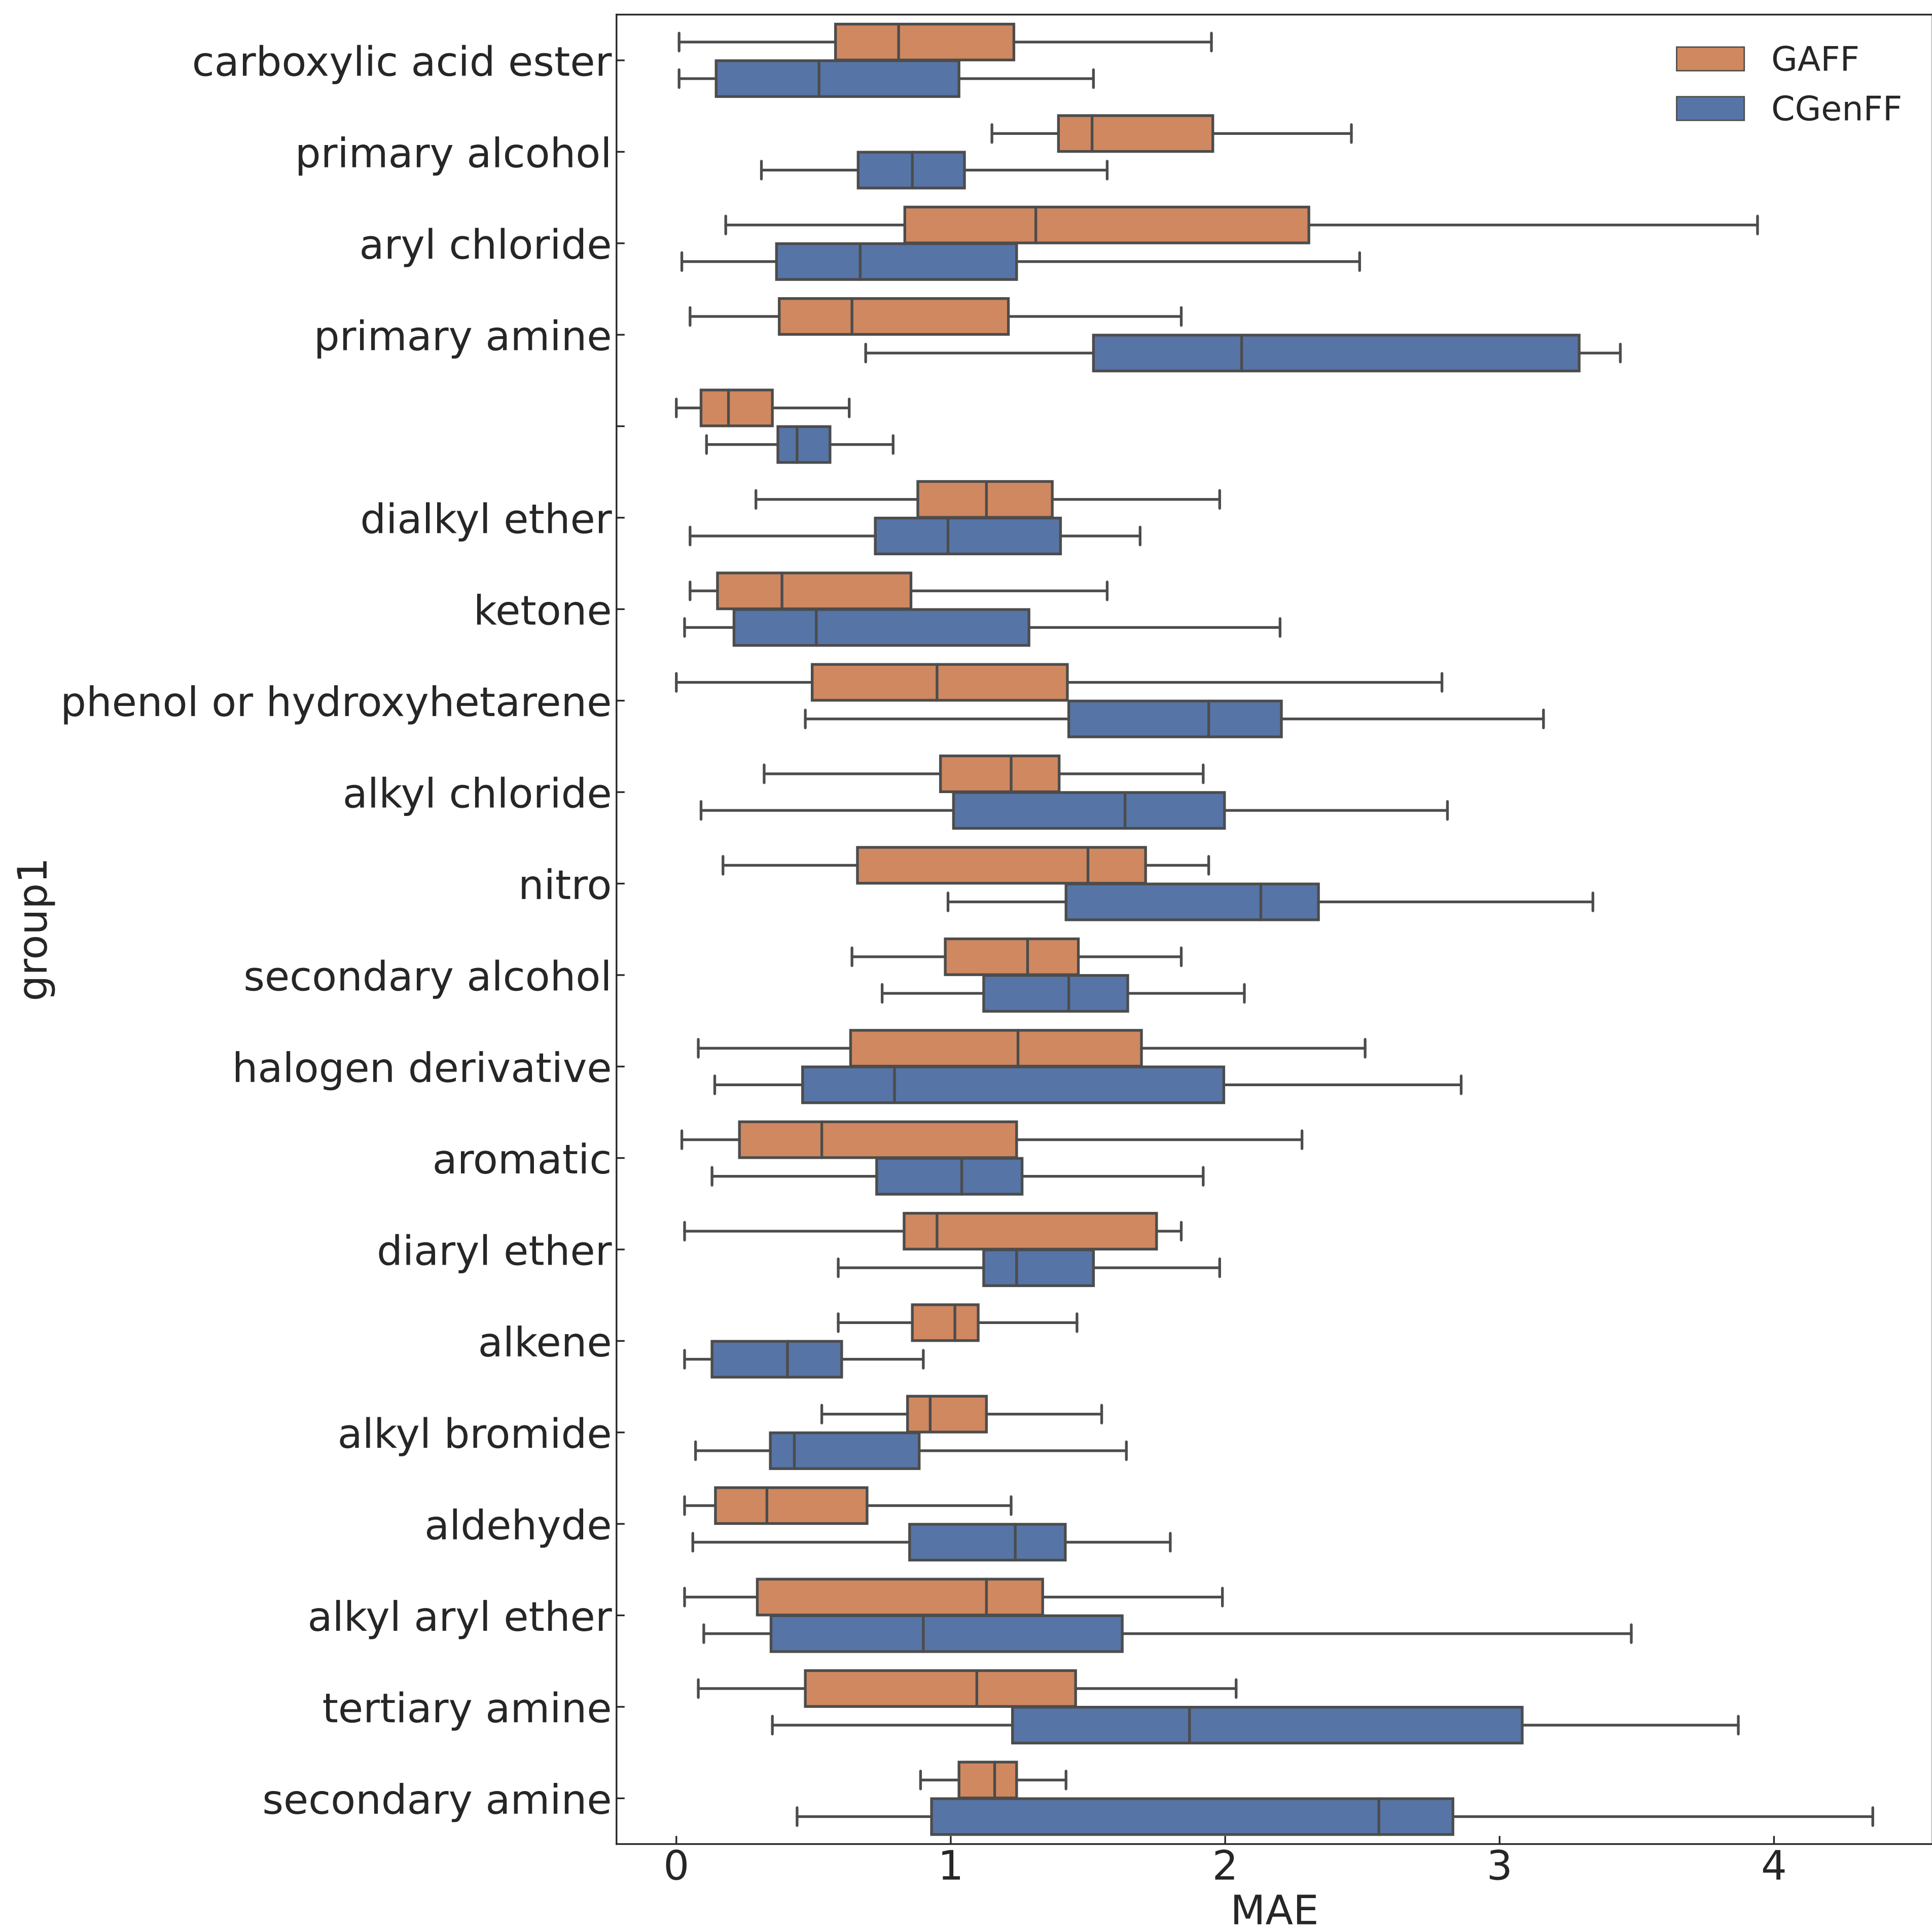 GAFF
CGenFF
carboxylic acid ester
primary alcohol
aryl chloride
primary amine
dialkyl ether
ketone
phenol or hydroxyhetarene
alkyl chloride
nitro
secondary alcohol
halogen derivative
aromatic
diaryl ether
alkene
alkyl bromide
aldehyde
alkyl aryl ether
tertiary amine
secondary amine
group1
0 1 2 3 4
MAE